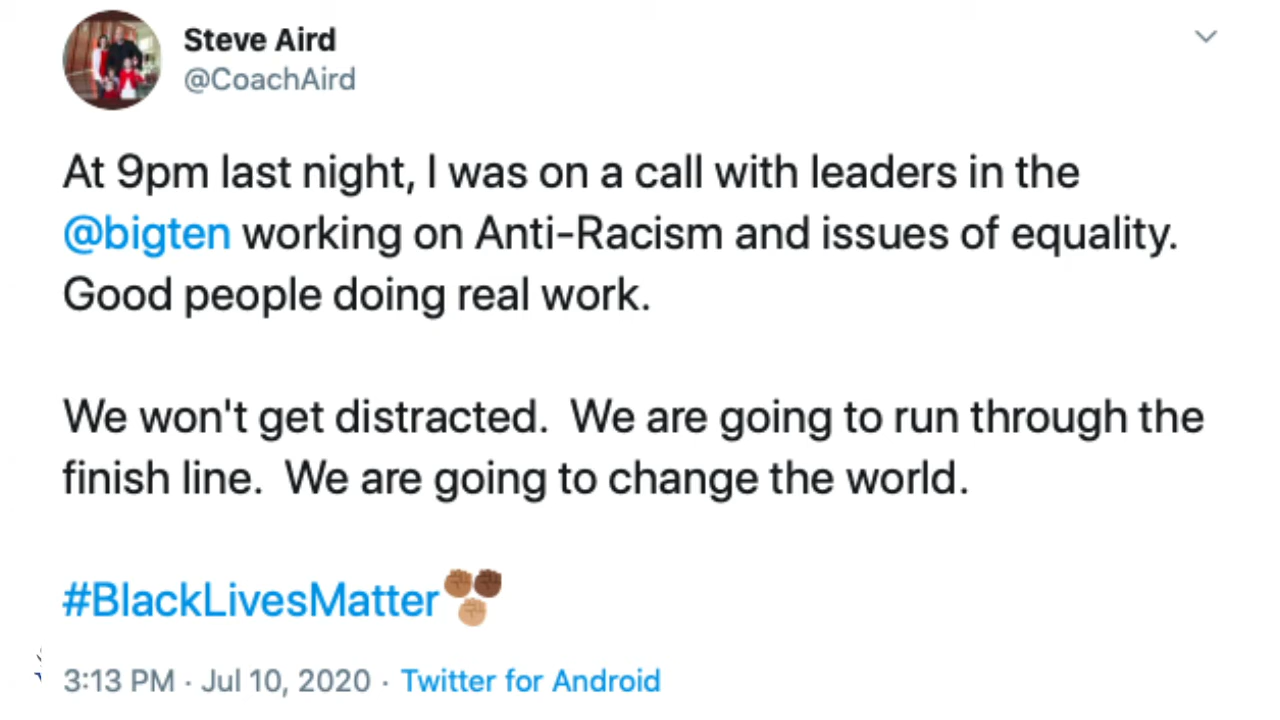 Steve Aird
@CoachAird
At 9pm last night, I was on a call with leaders in the
@bigten working on Anti-Racism and issues of equality.
Good people doing real work.
We won't get distracted.  We are going to run through the
finish line.  We are going to change the world.
#BlackLivesMatter
3:13 PM · Jul 10, 2020 · Twitter for Android